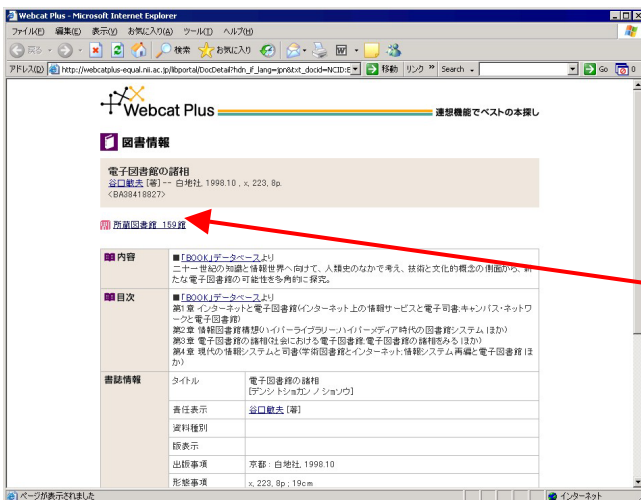 Webcat Plus - Microsoft Internet Explorer
ファイル(F) 編集(E) 表示(V) お気に入り(A) ツール(T) ヘルプ(H)
戻る 検索 お気に入り
アドレス(D) http://webcatplus-equal.nii.ac.jp/libportal/DocDetail?hdn_if_lang=jpn&txt_docid=NCID:E 移動 リンク » Search Go 0
Webcat Plus 連想機能でベストの本探し
図書情報
電子図書館の諸相
谷口敏夫 [著] -- 白地社, 1998.10 , x, 223, 8p.
<BA38418827>
所蔵図書館 159館
内容 ■「BOOK」データベースより
二十一世紀の知識と情報世界へ向けて、人類史のなかで考え、技術と文化的概念の側面から、新
たな電子図書館の可能性を多角的に探究。
目次 ■「BOOK」データベースより
第1章 インターネットと電子図書館(インターネット上の情報サービスと電子司書;キャンパス・ネットワ
ークと電子図書館)
第2章 情報図書館構想(ハイパーライブラリー;ハイパーメディア時代の図書館システム ほか)
第3章 電子図書館の諸相(社会における電子図書館;電子図書館の諸相をみる ほか)
第4章 現代の情報システムと司書(学術図書館とインターネット;情報システム再編と電子図書館 ほ
か)
書誌情報 タイトル 電子図書館の諸相
[デンシ トショカン ノ ショソウ]
責任表示 谷口敏夫 [著]
資料種別
版表示
出版事項 京都 : 白地社, 1998.10
形態事項 x, 223, 8p ; 19cm
ページが表示されました インターネット